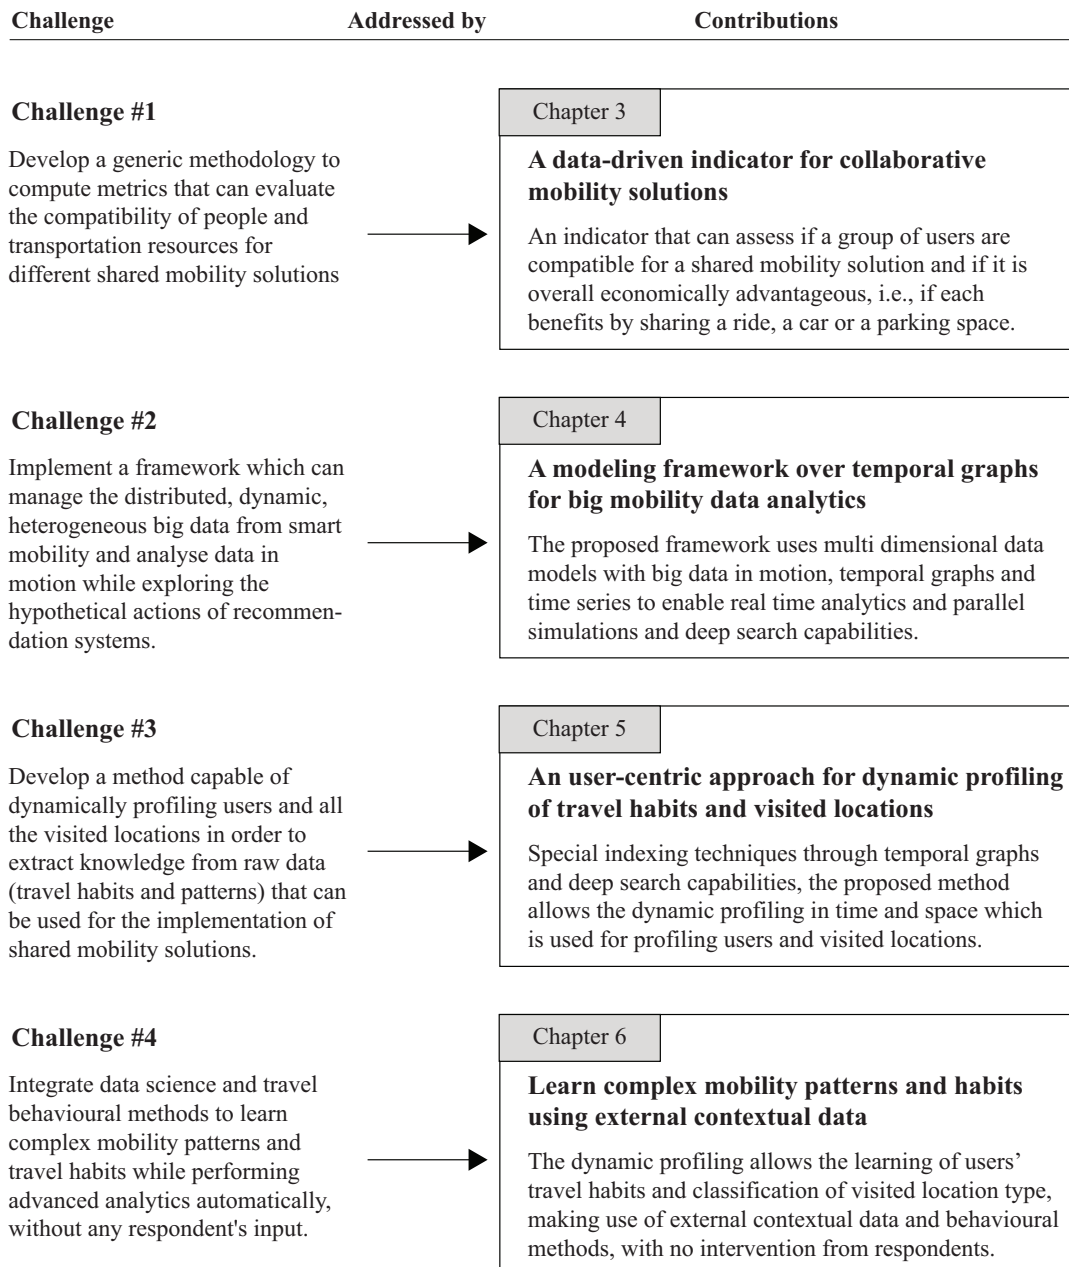 Challenge Addressed by Contributions
Challenge #1
Develop a generic methodology to
compute metrics that can evaluate
the compatibility of people and
transportation resources for
different shared mobility solutions
Chapter 3
A data-driven indicator for collaborative
mobility solutions
An indicator that can assess if a group of users are
compatible for a shared mobility solution and if it is
overall economically advantageous, i.e., if each
benefits by sharing a ride, a car or a parking space.
Challenge #2
Implement a framework which can
manage the distributed, dynamic,
heterogeneous big data from smart
mobility and analyse data in
motion while exploring the
hypothetical actions of recommen-
dation systems.
Chapter 4
A modeling framework over temporal graphs
for big mobility data analytics
The proposed framework uses multi dimensional data
models with big data in motion, temporal graphs and
time series to enable real time analytics and parallel
simulations and deep search capabilities.
Challenge #3
Develop a method capable of
dynamically profiling users and all
the visited locations in order to
extract knowledge from raw data
(travel habits and patterns) that can
be used for the implementation of
shared mobility solutions.
Chapter 5
An user-centric approach for dynamic profiling
of travel habits and visited locations
Special indexing techniques through temporal graphs
and deep search capabilities, the proposed method
allows the dynamic profiling in time and space which
is used for profiling users and visited locations.
Challenge #4
Integrate data science and travel
behavioural methods to learn
complex mobility patterns and
travel habits while performing
advanced analytics automatically,
without any respondent's input.
Chapter 6
Learn complex mobility patterns and habits
using external contextual data
The dynamic profiling allows the learning of users’
travel habits and classification of visited location type,
making use of external contextual data and behavioural
methods, with no intervention from respondents.